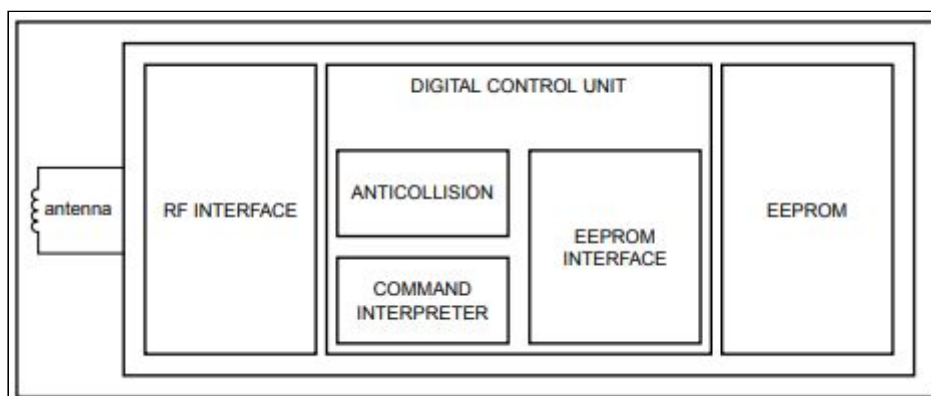 DIGITAL CONTROL UNIT
antenna
RF INTERFACE
ANTICOLLISION
COMMAND
INTERPRETER
EEPROM
INTERFACE
EEPROM